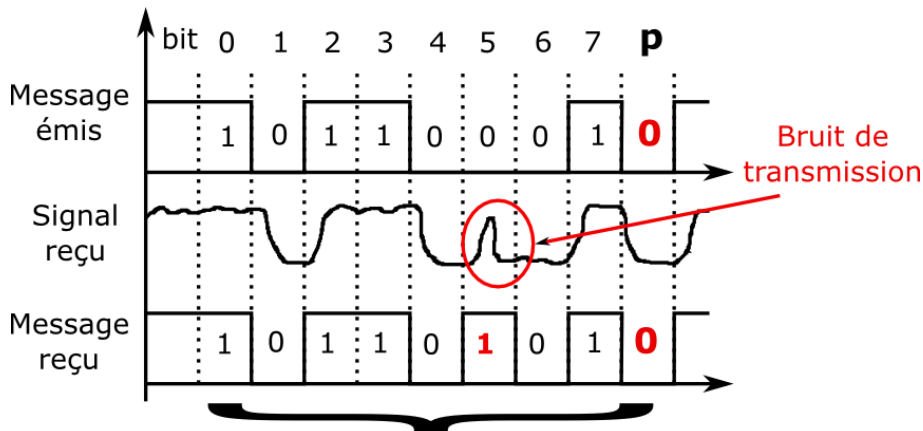 bit 0 1 2 3 4 5 6 7 p
Message
émis
1 0 1 1 0 0 0 1 0
Bruit de
transmission
Signal
reçu
Message
reçu
1 0 1 1 0 1 0 1 0